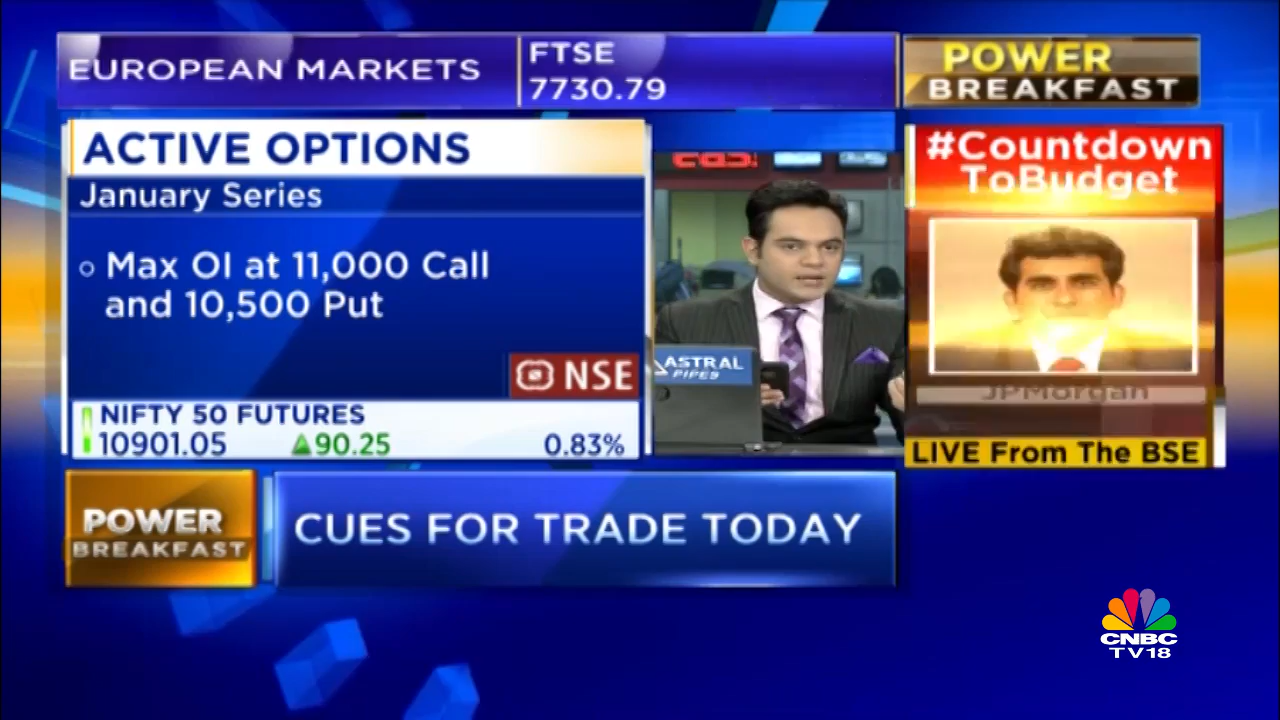 EUROPEAN MARKETS
FTSE
7730.79
POWER
BREAKFAST
ACTIVE OPTIONS
January Series
Max OI at 11,000 Call
and 10,500 Put
NSE
NIFTY 50 FUTURES
10901.05 ▲90.25 0.83%
ASTRAL
PIPES
#Countdown
ToBudget
JPMorgan
LIVE From The BSE
POWER
BREAKFAST
CUES FOR TRADE TODAY
CNBC
TV18